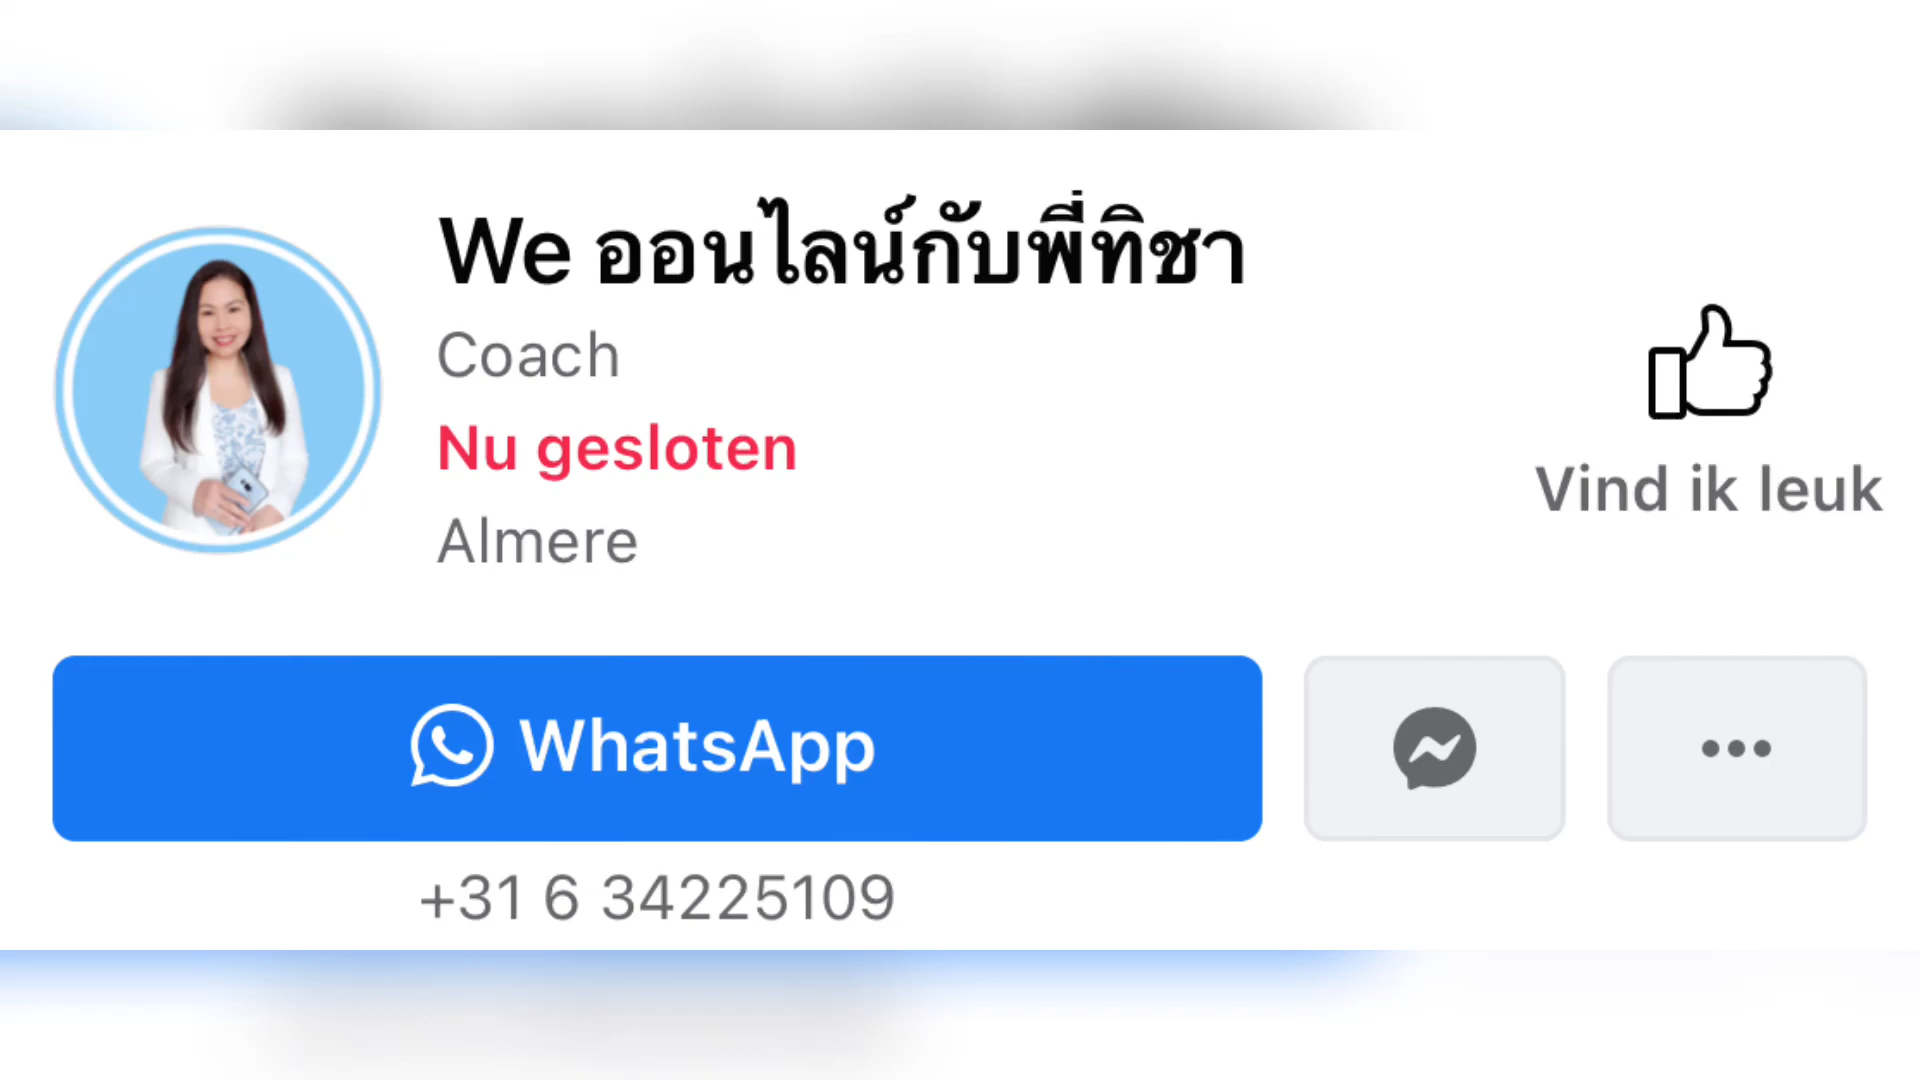 We ออนไลน์กับพี่ทิชา
Coach
Nu gesloten
Almere
Vind ik leuk
WhatsApp
+31 6 34225109